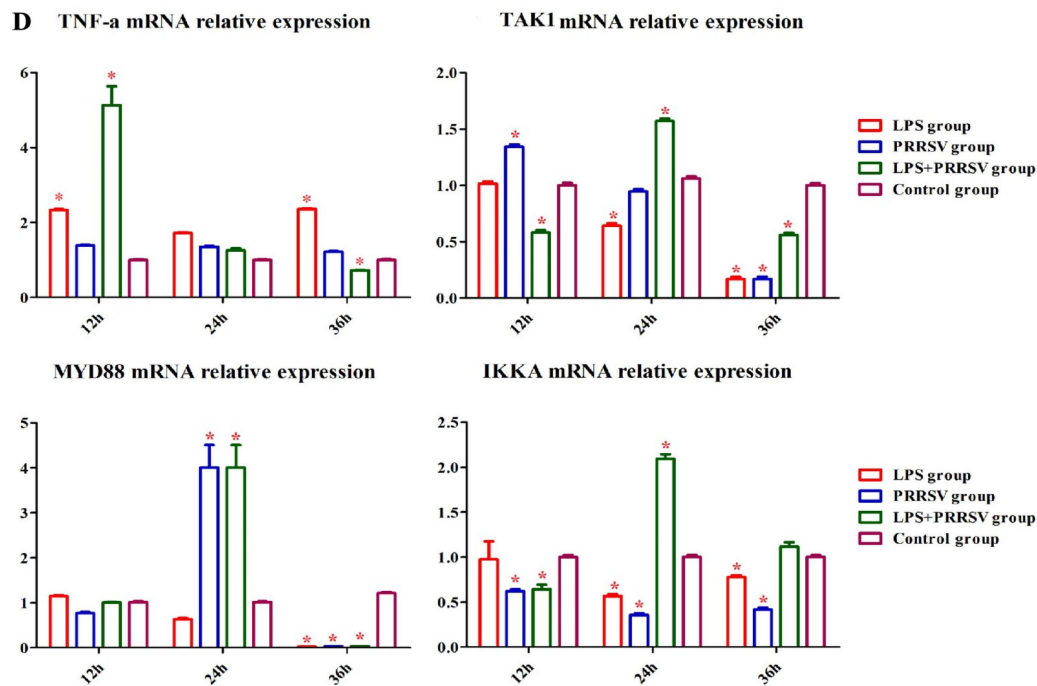 D
TNF-a mRNA relative expression
6
4
2
0
*
*
*
*
12h
24h
36h
TAK1 mRNA relative expression
2.0
1.5
1.0
0.5
0.0
*
*
*
*
*
*
*
12h
24h
36h
LPS group
PRRSV group
LPS+PRRSV group
Control group
MYD88 mRNA relative expression
5
4
3
2
1
0
*
*
*
*
*
12h
24h
36h
IKKA mRNA relative expression
2.5
2.0
1.5
1.0
0.5
0.0
*
*
*
*
*
*
*
12h
24h
36h
LPS group
PRRSV group
LPS+PRRSV group
Control group